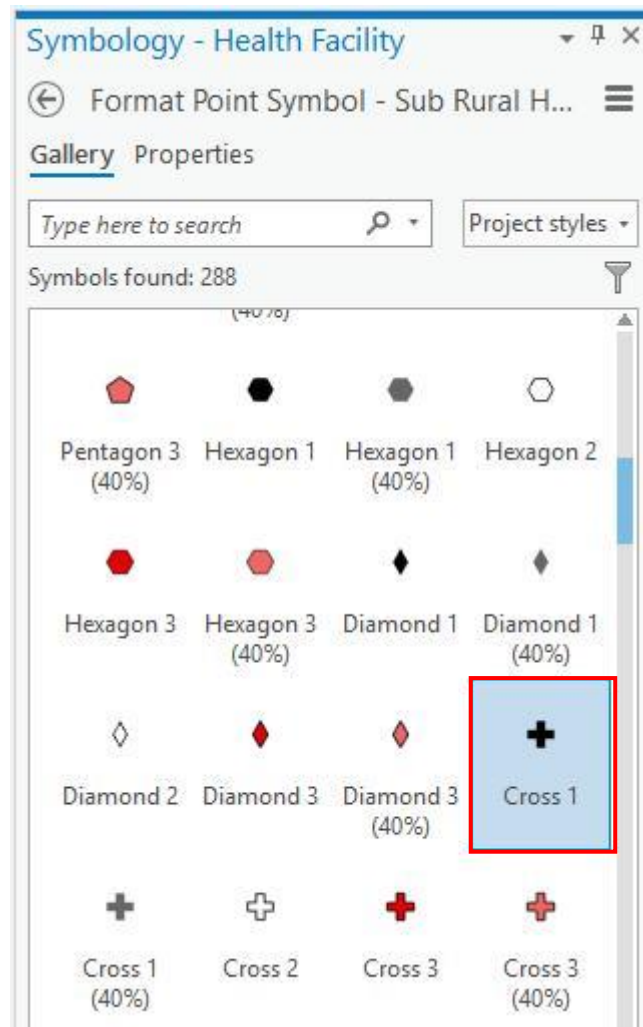 Symbology - Health Facility
Format Point Symbol - Sub Rural H...
Gallery Properties
Type here to search
Project styles
Symbols found: 288
(40%)
Pentagon 3 Hexagon 1 Hexagon 1 Hexagon 2
(40%) (40%)
Hexagon 3 Hexagon 3 Diamond 1 Diamond 1
(40%) (40%)
Diamond 2 Diamond 3 Diamond 3 Cross 1
(40%)
Cross 1 Cross 2 Cross 3 Cross 3
(40%) (40%)